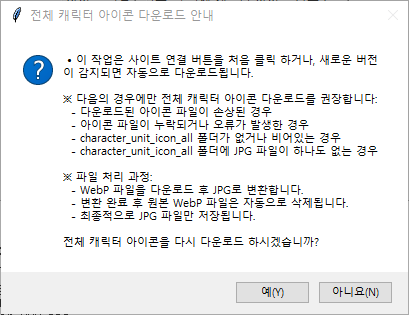 전체 캐릭터 아이콘 다운로드 안내
• 이 작업은 사이트 연결 버튼을 처음 클릭 하거나, 새로운 버전
이 감지되면 자동으로 다운로드됩니다.
※ 다음의 경우에만 전체 캐릭터 아이콘 다운로드를 권장합니다:
- 다운로드된 아이콘 파일이 손상된 경우
- 아이콘 파일이 누락되거나 오류가 발생한 경우
- character_unit_icon_all 폴더가 없거나 비어있는 경우
- character_unit_icon_all 폴더에 JPG 파일이 하나도 없는 경우
※ 파일 처리 과정:
- WebP 파일을 다운로드 후 JPG로 변환합니다.
- 변환 완료 후 원본 WebP 파일은 자동으로 삭제됩니다.
- 최종적으로 JPG 파일만 저장됩니다.
전체 캐릭터 아이콘을 다시 다운로드 하시겠습니까?
예(Y)
아니요(N)